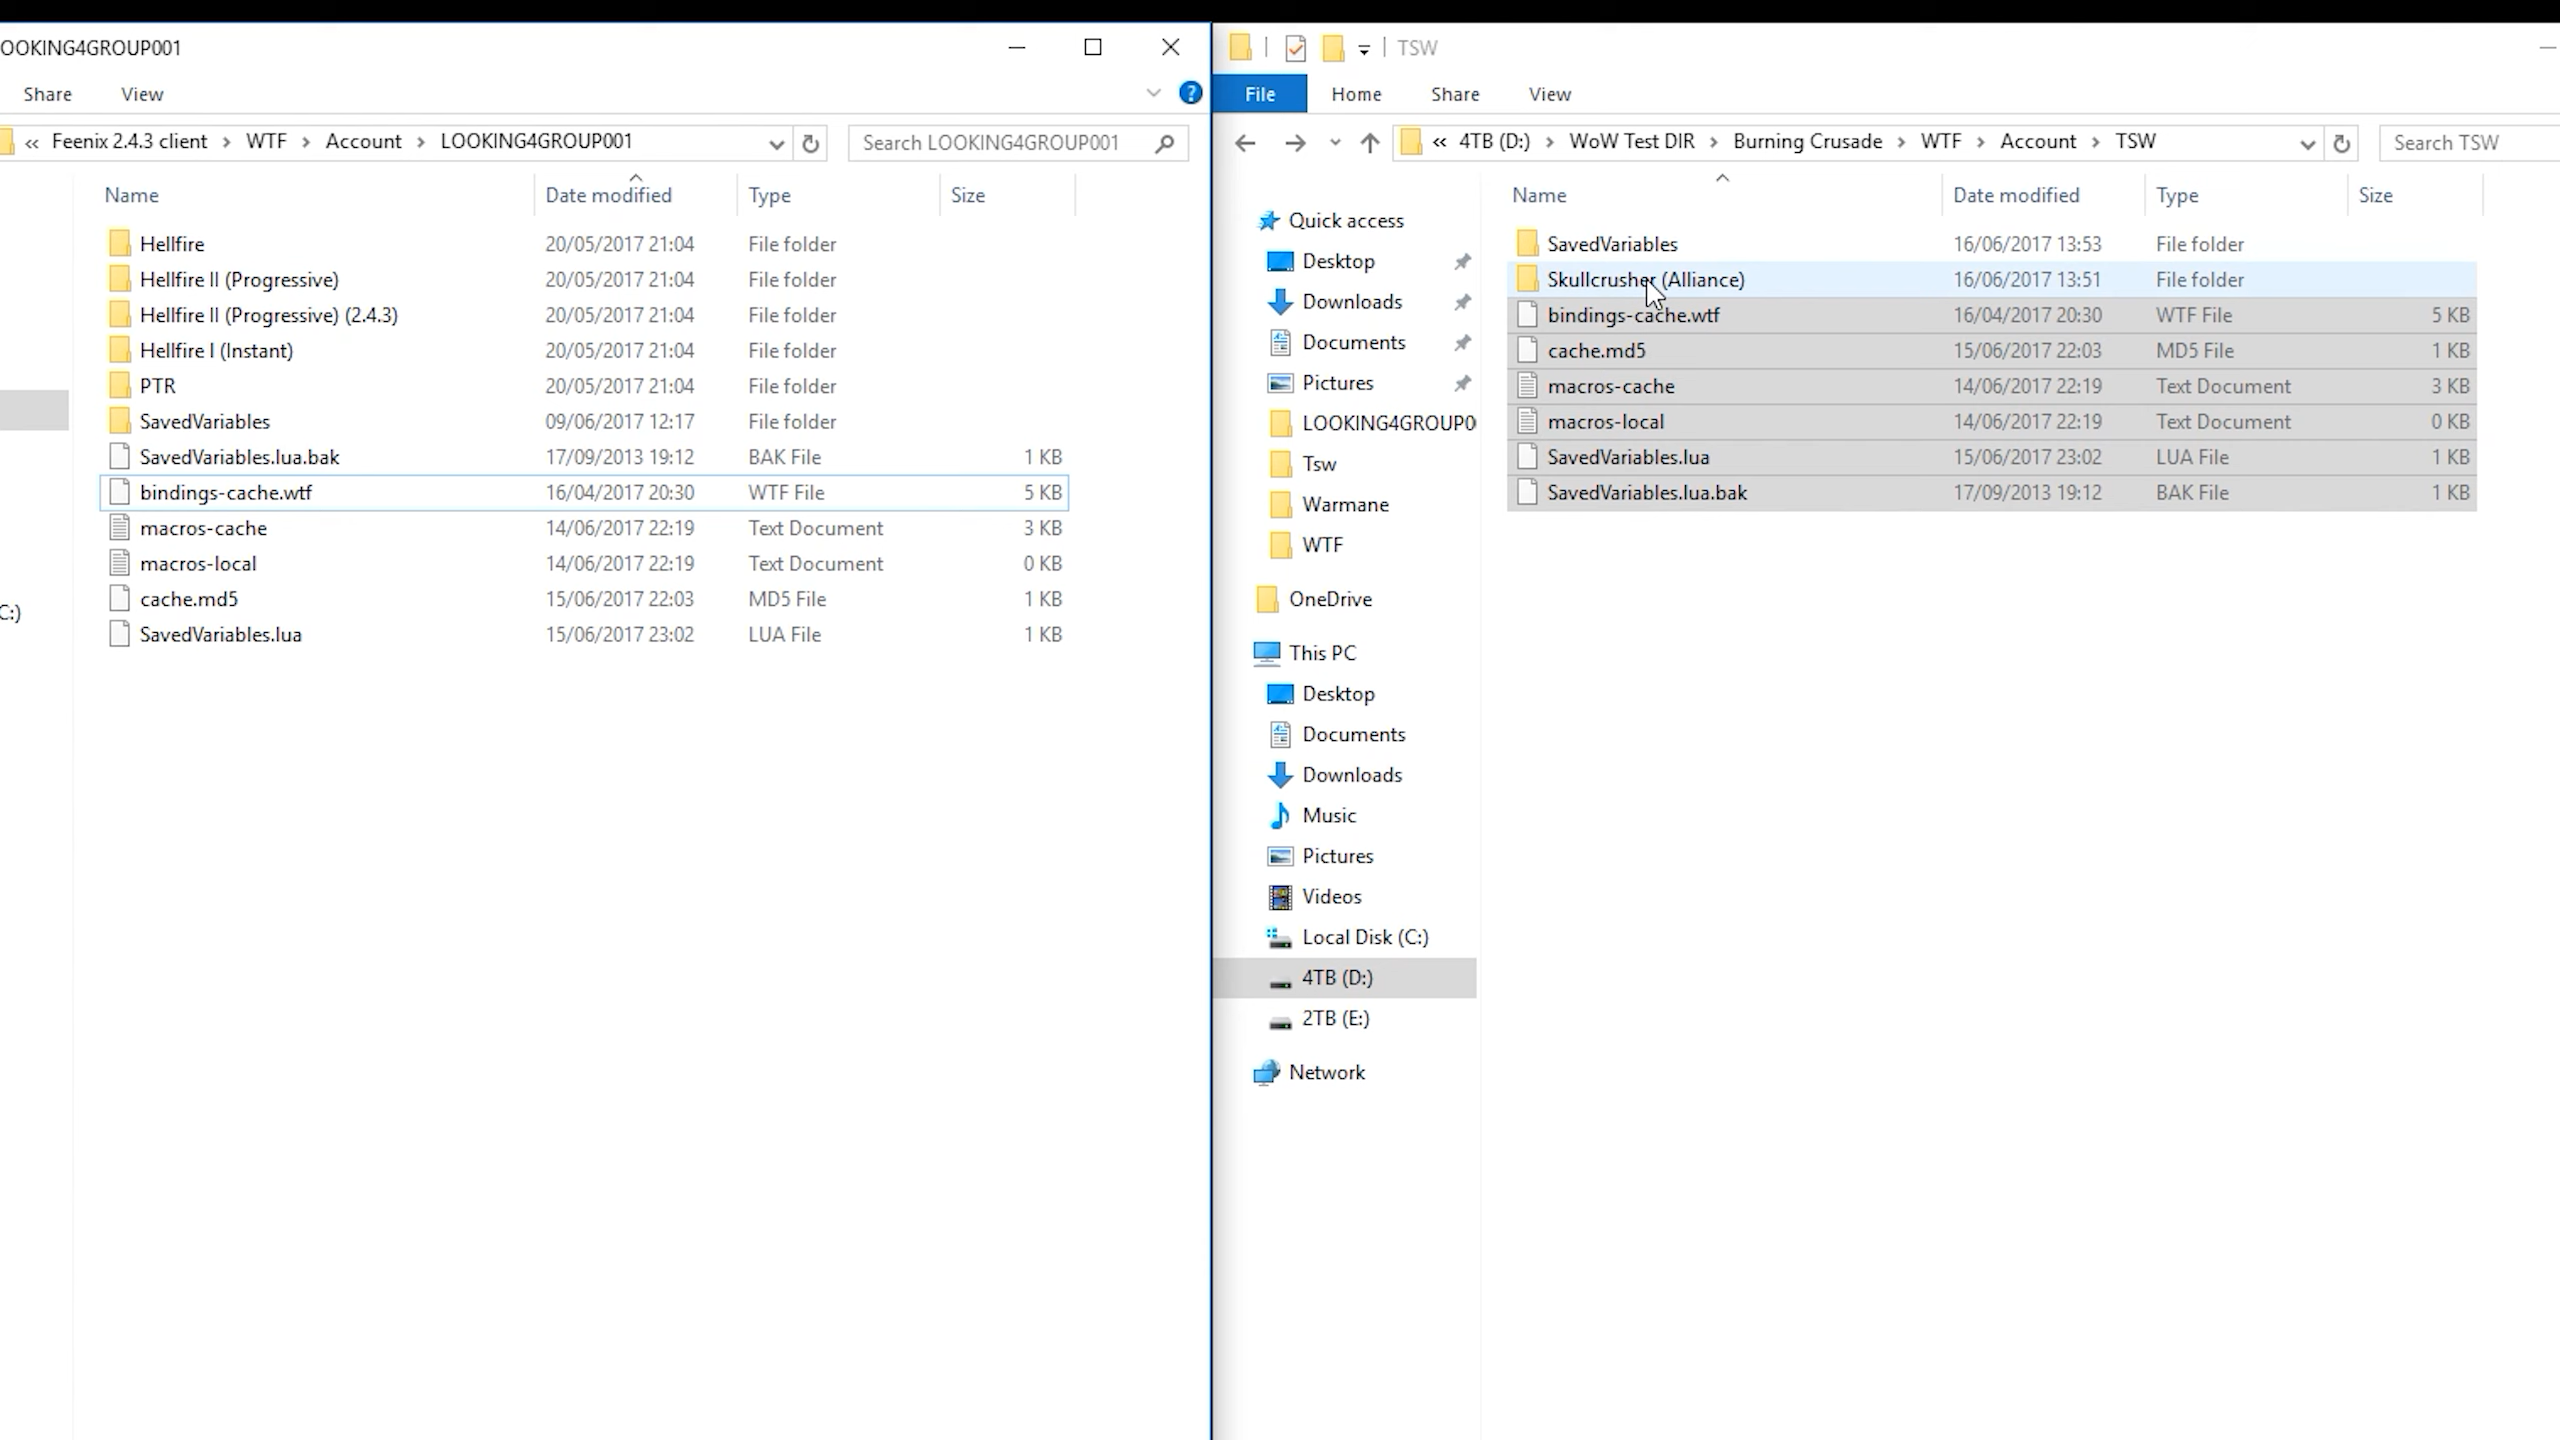 OOKING4GROUP001
Share View
« Feenix 2.4.3 client › WTF › Account › LOOKING4GROUP001
Search LOOKING4GROUP001
Name Date modified Type Size
Hellfire 20/05/2017 21:04 File folder
Hellfire II (Progressive) 20/05/2017 21:04 File folder
Hellfire II (Progressive) (2.4.3) 20/05/2017 21:04 File folder
Hellfire I (Instant) 20/05/2017 21:04 File folder
PTR 20/05/2017 21:04 File folder
SavedVariables 09/06/2017 12:17 File folder
SavedVariables.lua.bak 17/09/2013 19:12 BAK File 1 KB
bindings-cache.wtf 16/04/2017 20:30 WTF File 5 KB
macros-cache 14/06/2017 22:19 Text Document 3 KB
macros-local 14/06/2017 22:19 Text Document 0 KB
cache.md5 15/06/2017 22:03 MD5 File 1 KB
SavedVariables.lua 15/06/2017 23:02 LUA File 1 KB
C:)
TSW
File Home Share View
« 4TB (D:) › WoW Test DIR › Burning Crusade › WTF › Account › TSW
Search TSW
Quick access
Desktop
Downloads
Documents
Pictures
LOOKING4GROUP0
Tsw
Warmane
WTF
OneDrive
This PC
Desktop
Documents
Downloads
Music
Pictures
Videos
Local Disk (C:)
4TB (D:)
2TB (E:)
Network
Name Date modified Type Size
SavedVariables 16/06/2017 13:53 File folder
Skullcrusher (Alliance) 16/06/2017 13:51 File folder
bindings-cache.wtf 16/04/2017 20:30 WTF File 5 KB
cache.md5 15/06/2017 22:03 MD5 File 1 KB
macros-cache 14/06/2017 22:19 Text Document 3 KB
macros-local 14/06/2017 22:19 Text Document 0 KB
SavedVariables.lua 15/06/2017 23:02 LUA File 1 KB
SavedVariables.lua.bak 17/09/2013 19:12 BAK File 1 KB